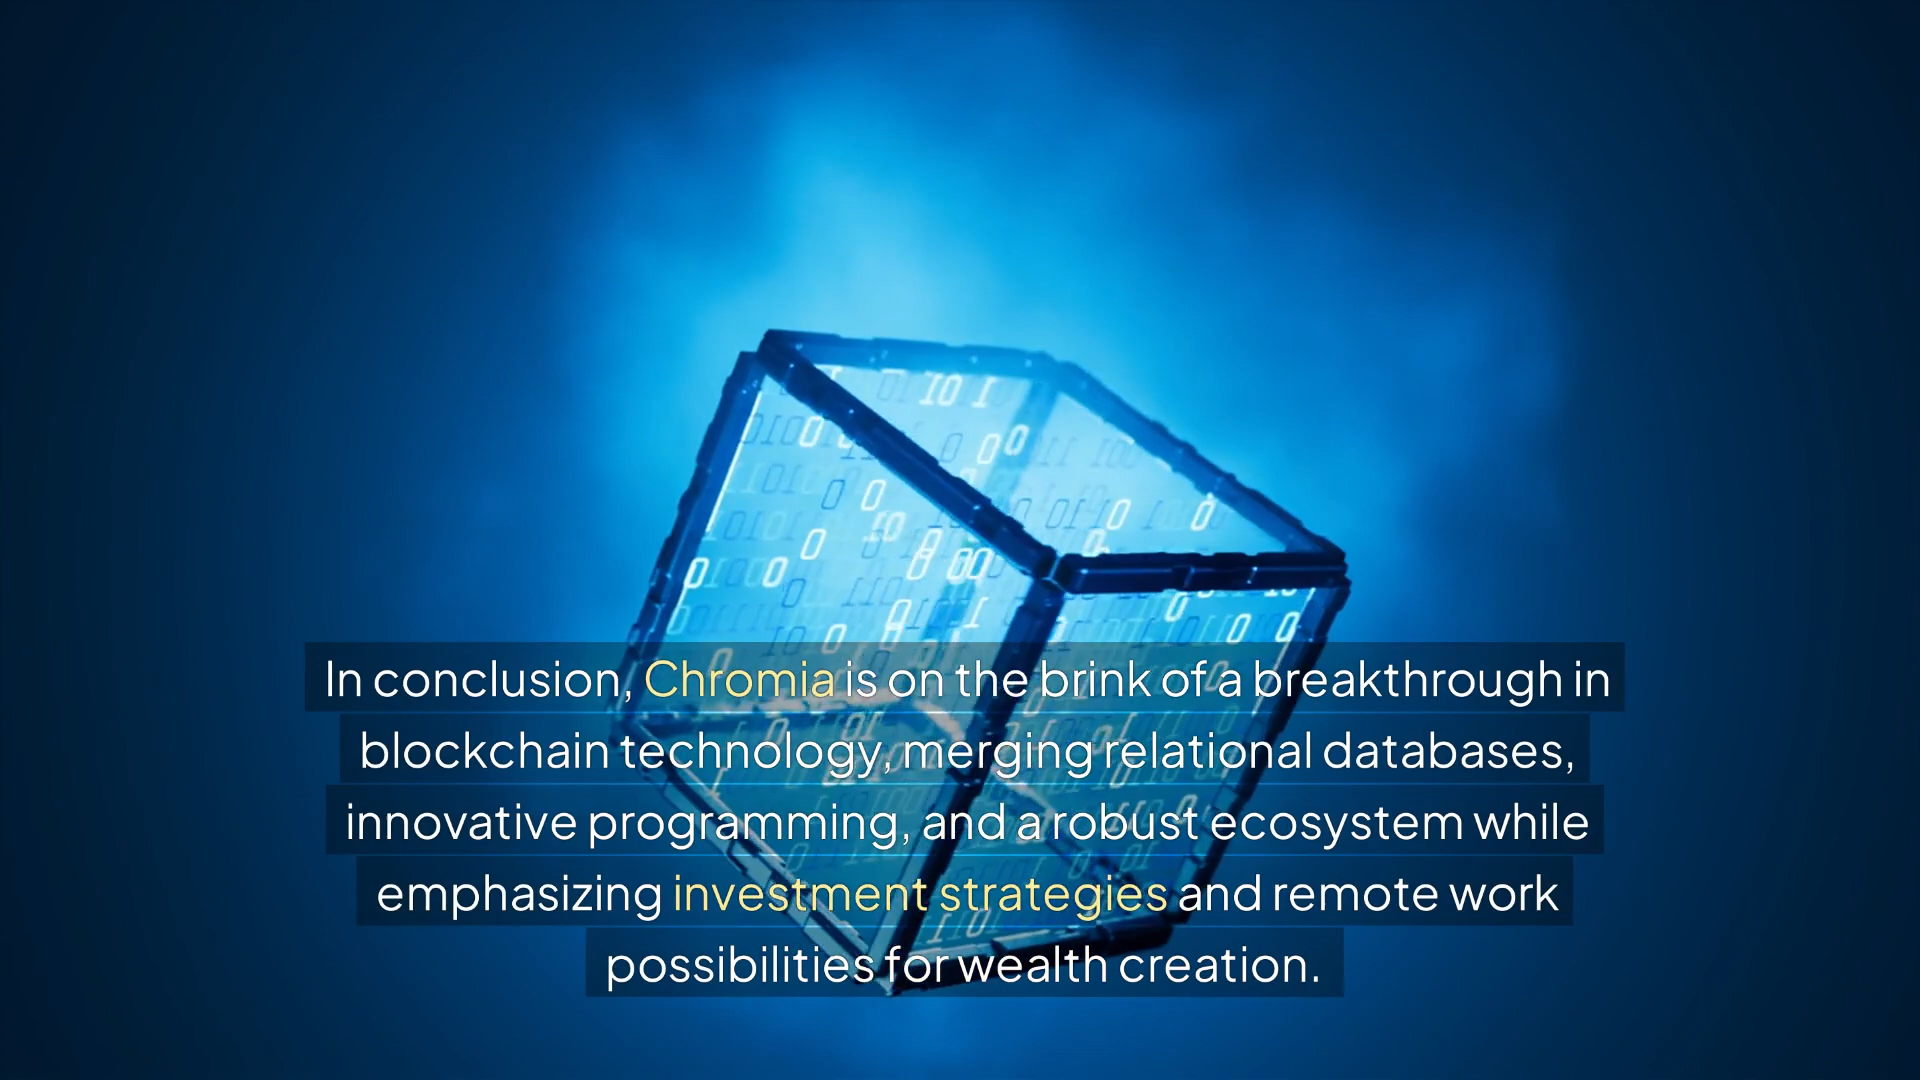 In conclusion, Chromia is on the brink of a breakthrough in
blockchain technology, merging relational databases,
innovative programming, and a robust ecosystem while
emphasizing investment strategies and remote work
possibilities for wealth creation.